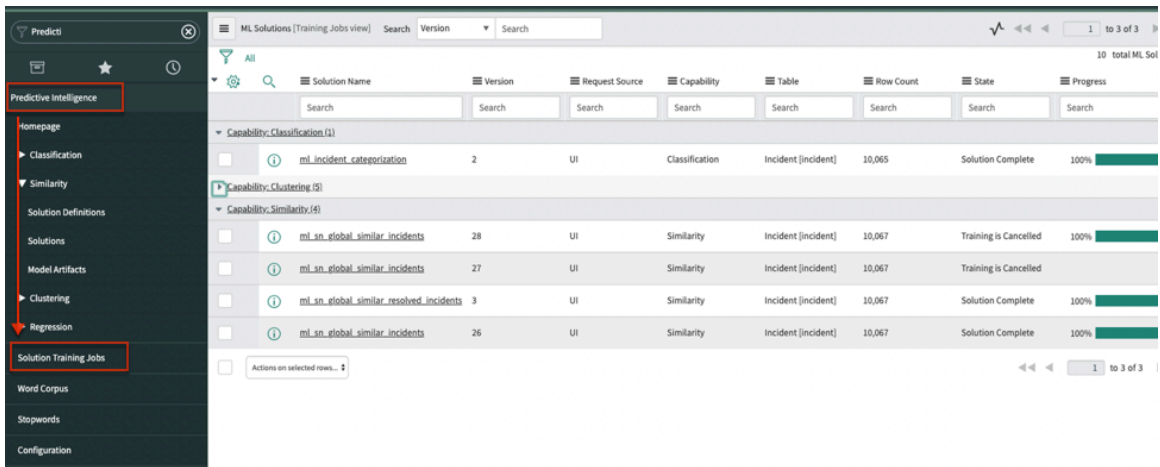 Predicti
Predictive Intelligence
Homepage
Classification
Similarity
Solution Definitions
Solutions
Model Artifacts
Clustering
Regression
Solution Training Jobs
Word Corpus
Stopwords
Configuration
ML Solutions [Training Jobs view] Search Version Search 1 to 3 of 3
All 10 total ML Sol
Solution Name Version Request Source Capability Table Row Count State Progress
Search Search Search Search Search Search Search Search
Capability: Classification (1)
ml_incident_categorization 2 UI Classification Incident [incident] 10,065 Solution Complete 100%
Capability: Clustering (5)
Capability: Similarity (4)
ml_sn_global_similar_incidents 28 UI Similarity Incident [incident] 10,067 Training is Cancelled 100%
ml_sn_global_similar_incidents 27 UI Similarity Incident [incident] 10,067 Training is Cancelled
ml_sn_global_similar_resolved_incidents 3 UI Similarity Incident [incident] 10,067 Solution Complete 100%
ml_sn_global_similar_incidents 26 UI Similarity Incident [incident] 10,067 Solution Complete 100%
Actions on selected rows... 1 to 3 of 3